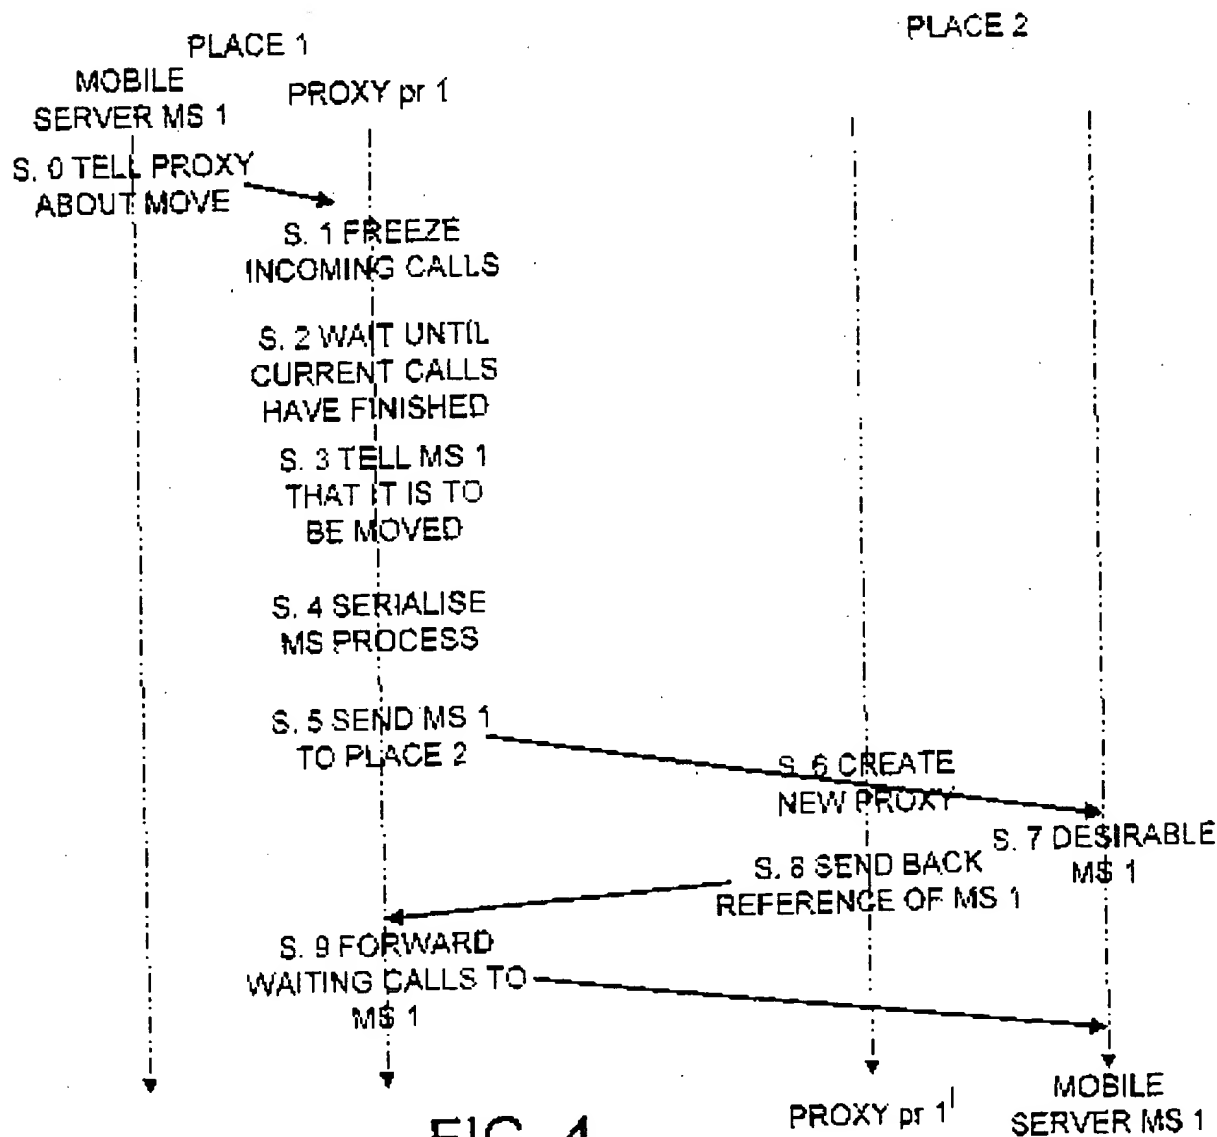 PLACE 1
PLACE 2
MOBILE
SERVER MS 1
PROXY pr 1
S. 0 TELL PROXY
ABOUT MOVE
S. 1 FREEZE
INCOMING CALLS
S. 2 WAIT UNTIL
CURRENT CALLS
HAVE FINISHED
S. 3 TELL MS 1
THAT IT IS TO
BE MOVED
S. 4 SERIALISE
MS PROCESS
S. 5 SEND MS 1
TO PLACE 2
S. 6 CREATE
NEW PROXY
S. 7 DESIRABLE
MS 1
S. 8 SEND BACK
REFERENCE OF MS 1
S. 9 FORWARD
WAITING CALLS TO
MS 1
PROXY pr 1'
MOBILE
SERVER MS 1
FIG. 4